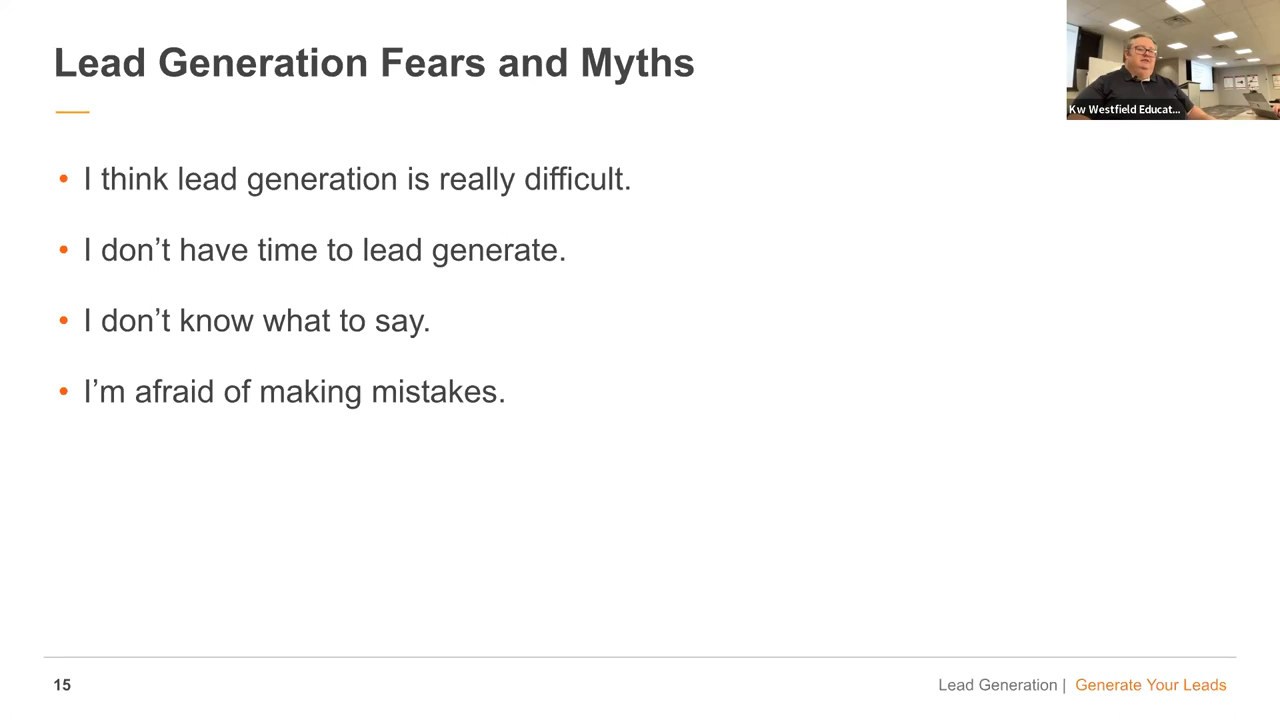 Lead Generation Fears and Myths
Kw Westfield Educat...
• I think lead generation is really difficult.
• I don’t have time to lead generate.
• I don’t know what to say.
• I’m afraid of making mistakes.
15
Lead Generation | Generate Your Leads